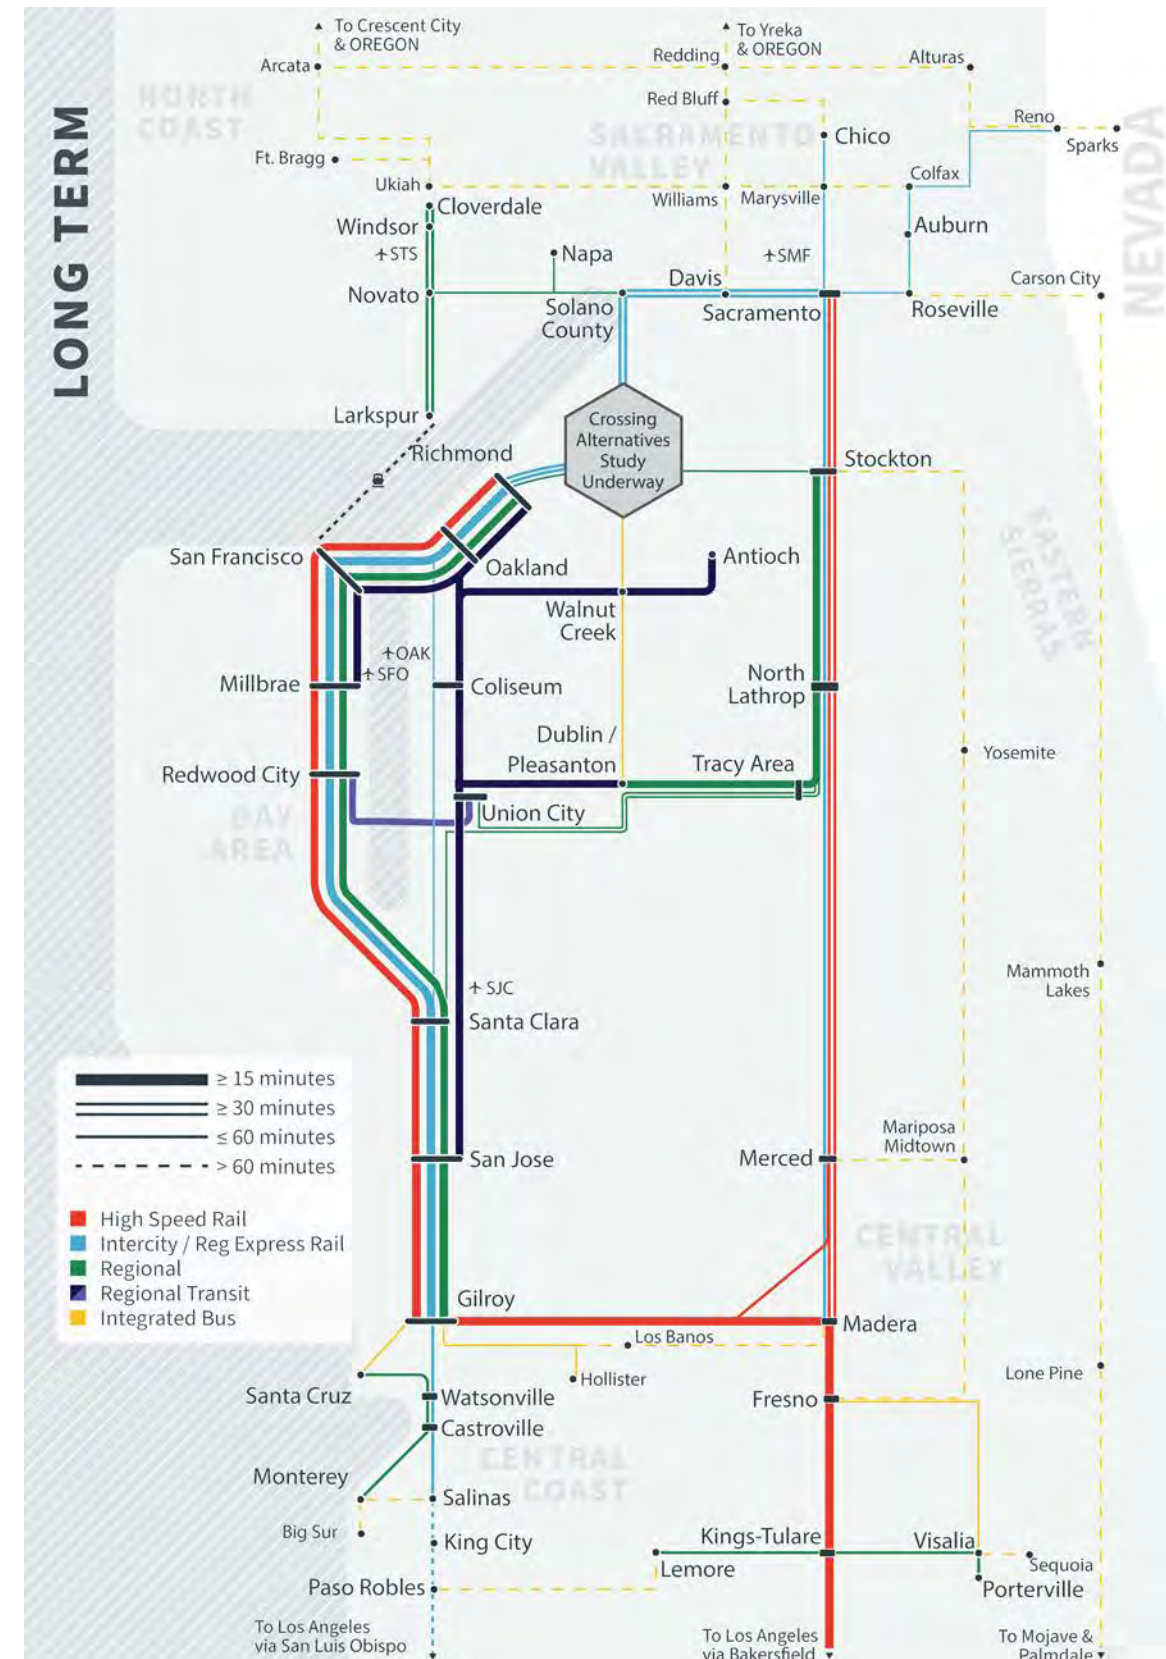 To Crescent City
& OREGON
To Yreka
& OREGON
Arcata
Redding
Alturas
NORTH
COAST
Red Bluff
SACRAMENTO
VALLEY
Chico
Reno
Sparks
NEVADA
LONG TERM
Ft. Bragg
Ukiah
Williams
Marysville
Colfax
Cloverdale
Windsor
STS
Napa
SMF
Auburn
Novato
Solano
County
Davis
Sacramento
Roseville
Carson City
Larkspur
Richmond
Crossing
Alternatives
Study
Underway
Stockton
EASTERN
SIERRAS
San Francisco
Oakland
Antioch
Walnut
Creek
OAK
SFO
Millbrae
Coliseum
North
Lathrop
Dublin /
Pleasanton
Tracy Area
Yosemite
Redwood City
Union City
BAY
AREA
Mammoth
Lakes
SJC
Santa Clara
≥ 15 minutes
≥ 30 minutes
≤ 60 minutes
> 60 minutes
San Jose
Merced
Mariposa
Midtown
High Speed Rail
Intercity / Reg Express Rail
Regional
Regional Transit
Integrated Bus
CENTRAL
VALLEY
Gilroy
Madera
Los Banos
Hollister
Lone Pine
Santa Cruz
Watsonville
Fresno
Castroville
CENTRAL
COAST
Monterey
Salinas
Big Sur
King City
Kings-Tulare
Visalia
Lemore
Sequoia
Porterville
Paso Robles
To Los Angeles
via San Luis Obispo
To Los Angeles
via Bakersfield
To Mojave &
Palmdale